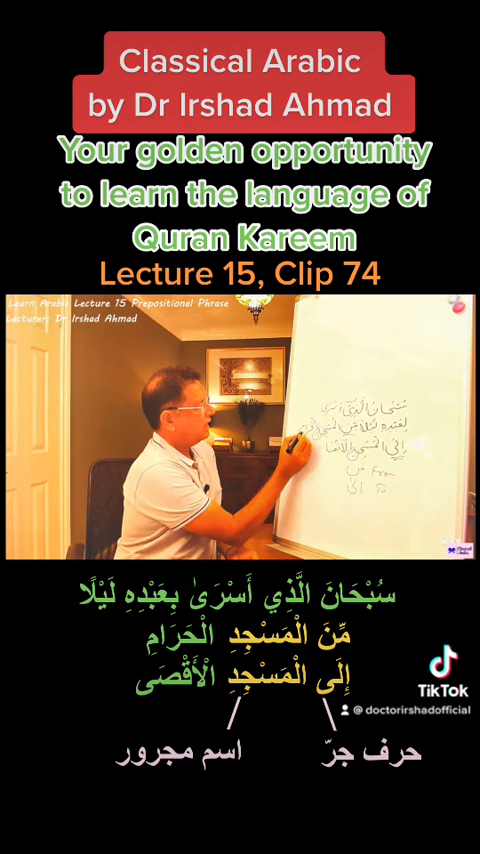 Classical Arabic
by Dr Irshad Ahmad
Your golden opportunity
to learn the language of
Quran Kareem
Lecture 15, Clip 74
Learn Arabic Lecture 15 Prepositional Phrase
Lecturer: Dr Irshad Ahmad
من From
إلى To
سُبْحَانَ الَّذِي أَسْرَىٰ بِعَبْدِهِ لَيْلًا
مِّنَ الْمَسْجِدِ الْحَرَامِ
إِلَى الْمَسْجِدِ الْأَقْصَى
TikTok
@doctorirshadofficial
حرف جرّ
اسم مجرور